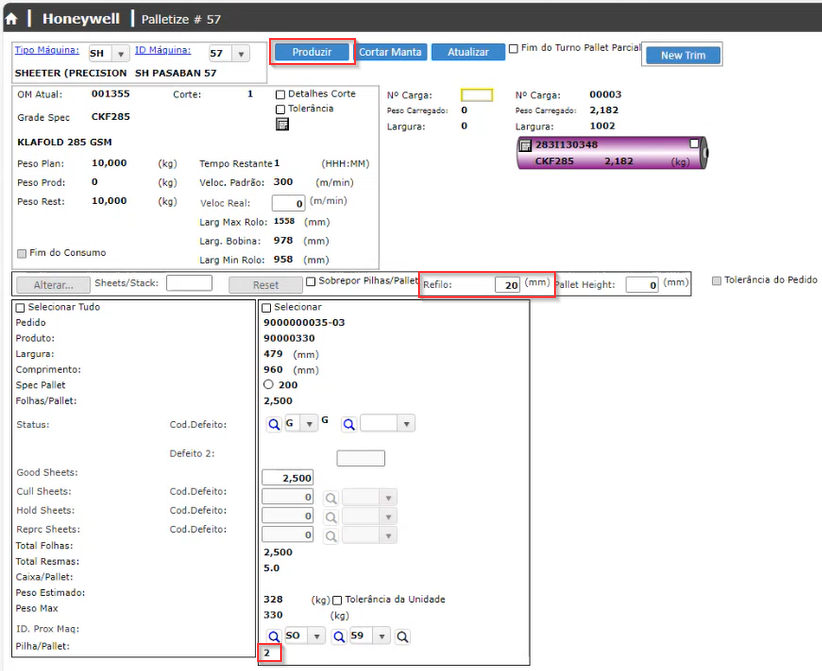 Honeywell | Palletize # 57
Tipo Máquina: SH ID Máquina: 57 Produzir Cortar Manta Atualizar Fim do Turno Pallet Parcial New Trim
SHEETER (PRECISION SH PASABAN 57
OM Atual: 001355 Corte: 1 Detalhes Corte
Tolerância
Grade Spec CKF285
KLAFOLD 285 GSM
Peso Plan: 10,000 (kg) Tempo Restante 1 (HHH:MM)
Peso Prod: 0 (kg) Veloc. Padrão: 300 (m/min)
Peso Rest: 10,000 (kg) Veloc Real: 0 (m/min)
Larg Max Rolo: 1558 (mm)
Larg. Bobina: 978 (mm)
Fim do Consumo Larg Min Rolo: 958 (mm)
Nº Carga: Nº Carga: 00003
Peso Carregado: 0 Peso Carregado: 2,182
Largura: 0 Largura: 1002
283I130348
CKF285 2,182 (kg)
Alterar... Sheets/Stack: Reset Sobrepor Pilhas/Pallet Refilo: 20 (mm) Pallet Height: 0 (mm) Tolerância do Pedido
Selecionar Tudo Selecionar
Pedido 9000000035-03
Produto: 90000330
Largura: 479 (mm)
Comprimento: 960 (mm)
Spec Pallet 200
Folhas/Pallet: 2,500
Status: Cod.Defeito: G G
Defeito 2:
Good Sheets: 2,500
Cull Sheets: Cod.Defeito: 0
Hold Sheets: Cod.Defeito: 0
Reprc Sheets: Cod.Defeito: 0
Total Folhas: 2,500
Total Resmas: 5.0
Caixa/Pallet:
Peso Estimado: 328 (kg) Tolerância da Unidade
Peso Max 330 (kg)
ID. Prox Maq: SO 59
Pilha/Pallet: 2